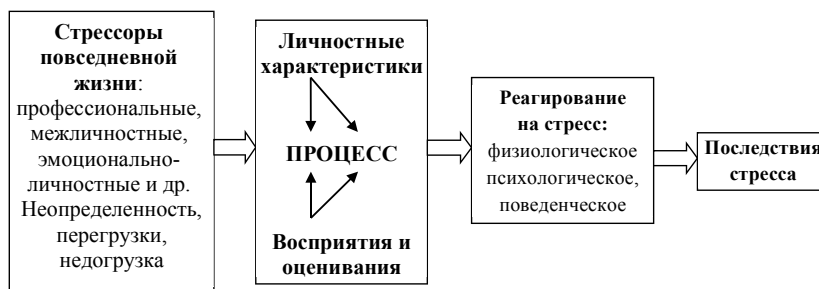 Стрессоры
повседневной
жизни:
профессиональные,
межличностные,
эмоционально-
личностные и др.
Неопределенность,
перегрузки,
недогрузка
Личностные
характеристики
ПРОЦЕСС
Восприятия и
оценивания
Реагирование
на стресс:
физиологическое
психологическое,
поведенческое
Последствия
стресса